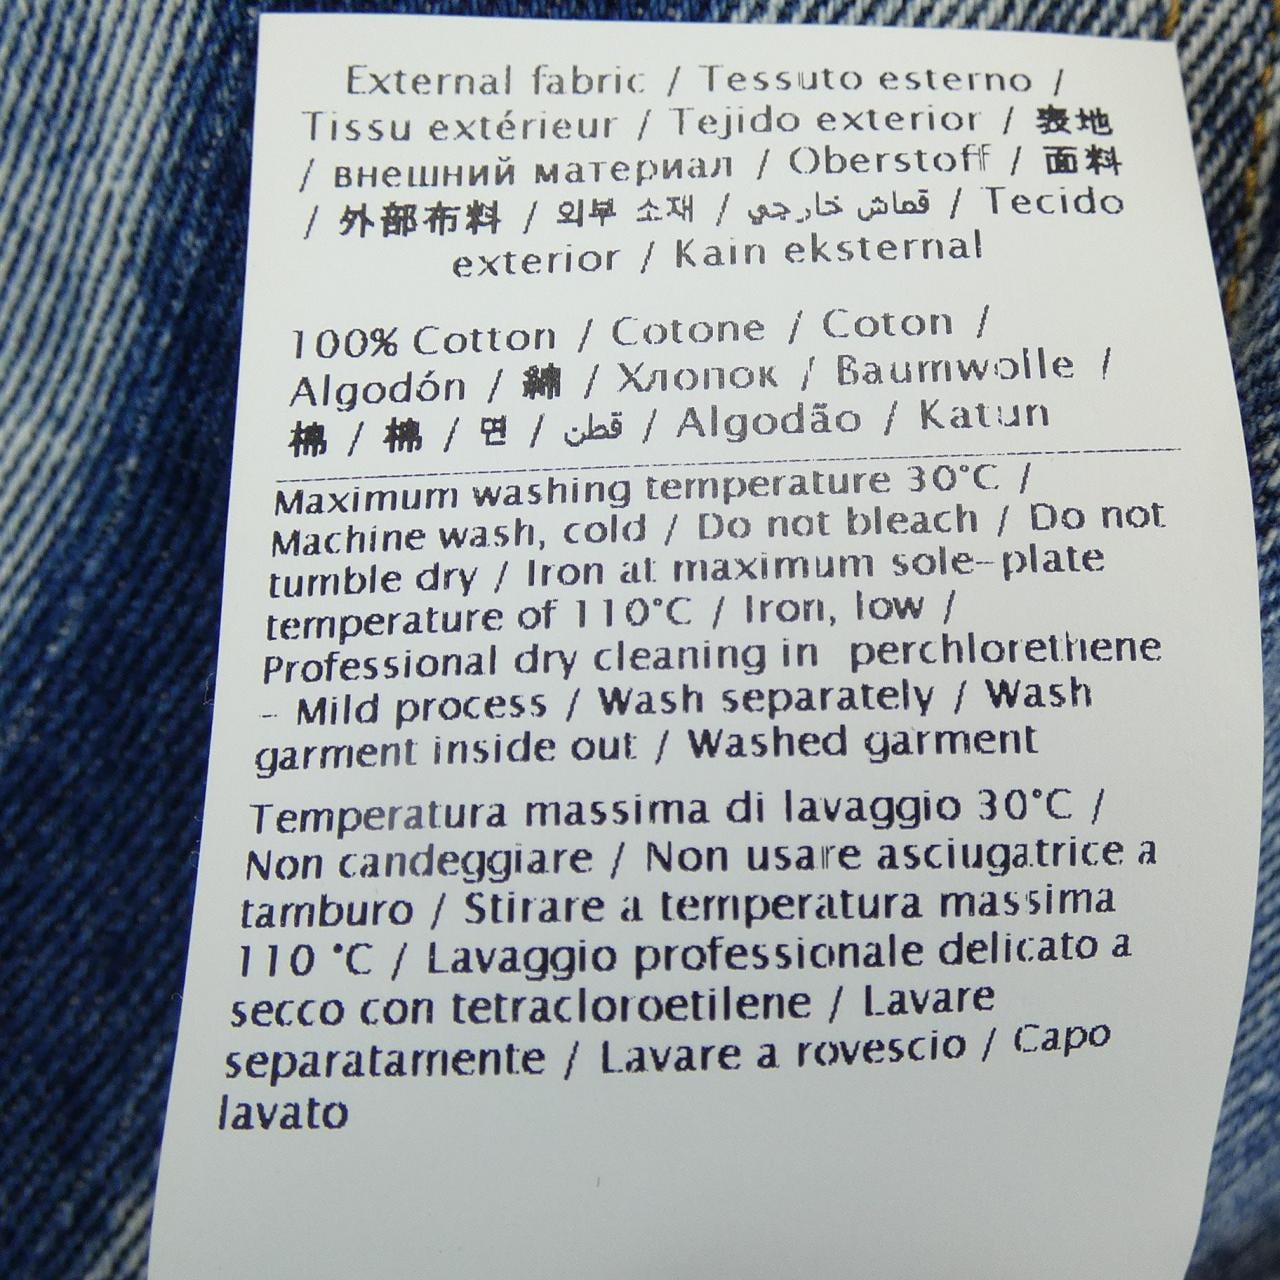 External fabric / Tessuto esterno /
Tissu extérieur / Tejido exterior / 表地
/ внешний материал / Oberstoff / 面料
/ 外部布料 / 외부 소재 / قماش خارجي / Tecido
exterior / Kain eksternal
100% Cotton / Cotone / Coton /
Algodón / 綿 / Хлопок / Baumwolle /
棉 / 棉 / 면 / قطن / Algodão / Katun
Maximum washing temperature 30°C /
Machine wash, cold / Do not bleach / Do not
tumble dry / Iron at maximum sole-plate
temperature of 110°C / Iron, low /
Professional dry cleaning in perchlorethene
- Mild process / Wash separately / Wash
garment inside out / Washed garment
Temperatura massima di lavaggio 30°C /
Non candeggiare / Non usare asciugatrice a
tamburo / Stirare a temperatura massima
110 °C / Lavaggio professionale delicato a
secco con tetracloroetilene / Lavare
separatamente / Lavare a rovescio / Capo
lavato